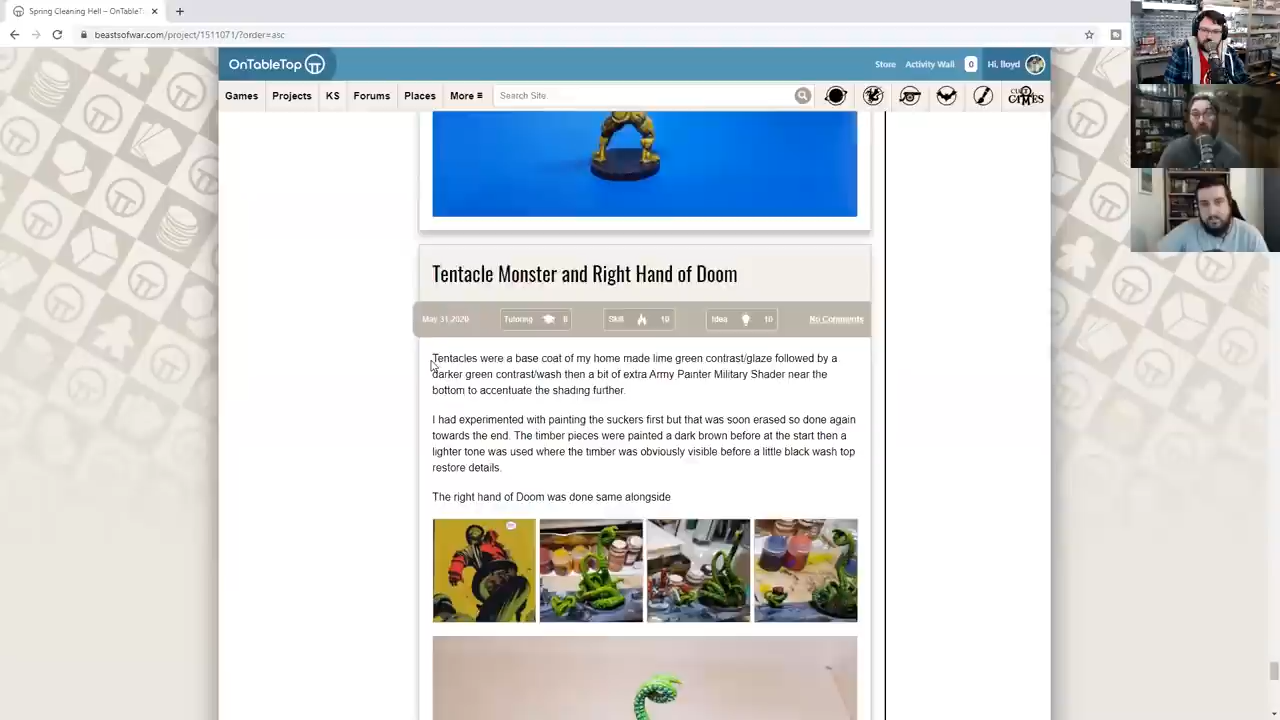 Spring Cleaning Hell – OnTableT
beastsofwar.com/project/1511071/?order=asc
OnTableTop
Store
Activity Wall
0
Hi, lloyd
Games
Projects
KS
Forums
Places
More
Search Site
Tentacle Monster and Right Hand of Doom
May 31 2020
Tutoring
8
Skill
10
Idea
10
No Comments
Tentacles were a base coat of my home made lime green contrast/glaze followed by a
darker green contrast/wash then a bit of extra Army Painter Military Shader near the
bottom to accentuate the shading further.
I had experimented with painting the suckers first but that was soon erased so done again
towards the end. The timber pieces were painted a dark brown before at the start then a
lighter tone was used where the timber was obviously visible before a little black wash top
restore details.
The right hand of Doom was done same alongside